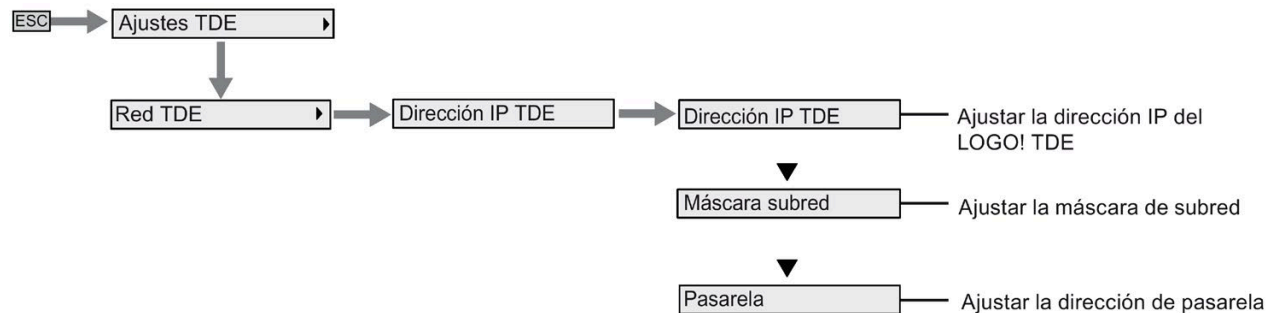 ESC
Ajustes TDE
Red TDE
Dirección IP TDE
Dirección IP TDE
Ajustar la dirección IP del
LOGO! TDE
Máscara subred
Ajustar la máscara de subred
Pasarela
Ajustar la dirección de pasarela